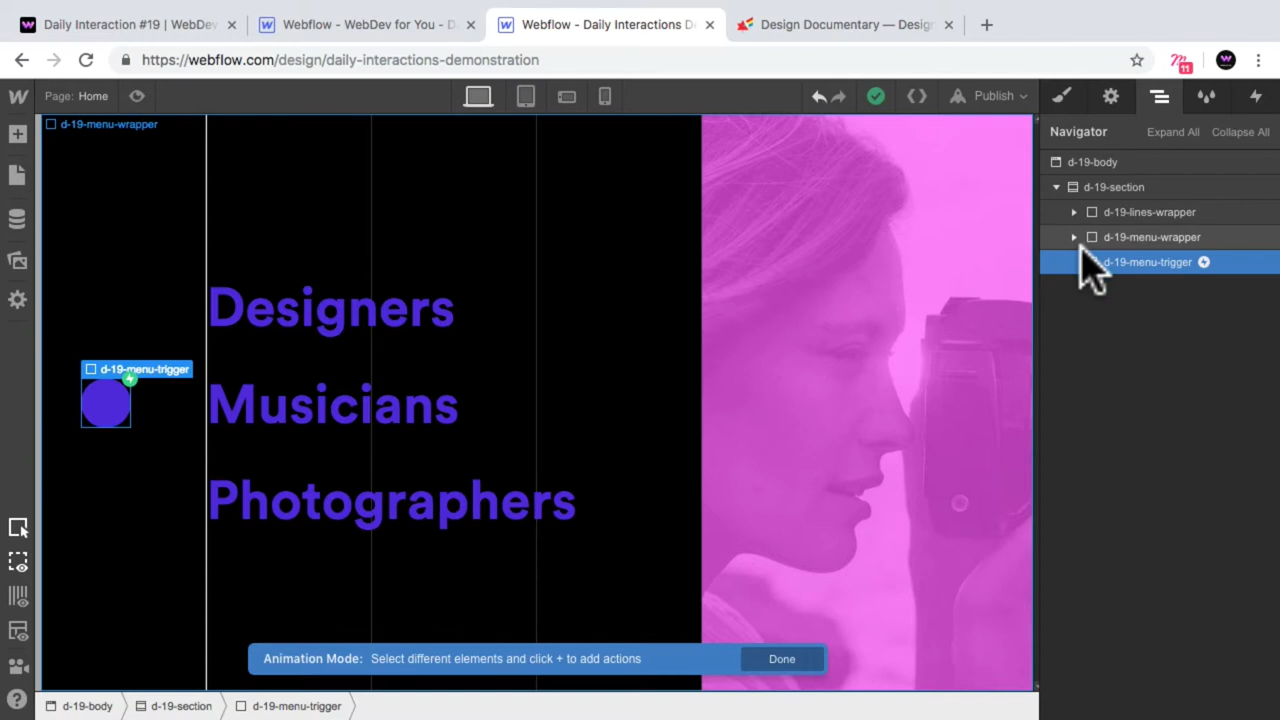 Daily Interaction #19 | WebDev
Webflow - WebDev for You - D
Webflow - Daily Interactions D
Design Documentary — Design
https://webflow.com/design/daily-interactions-demonstration
11
Page: Home
Publish
d-19-menu-wrapper
Navigator
Expand All
Collapse All
d-19-body
d-19-section
d-19-lines-wrapper
d-19-menu-wrapper
d-19-menu-trigger
Designers
d-19-menu-trigger
Musicians
Photographers
Animation Mode: Select different elements and click + to add actions
Done
d-19-body
d-19-section
d-19-menu-trigger